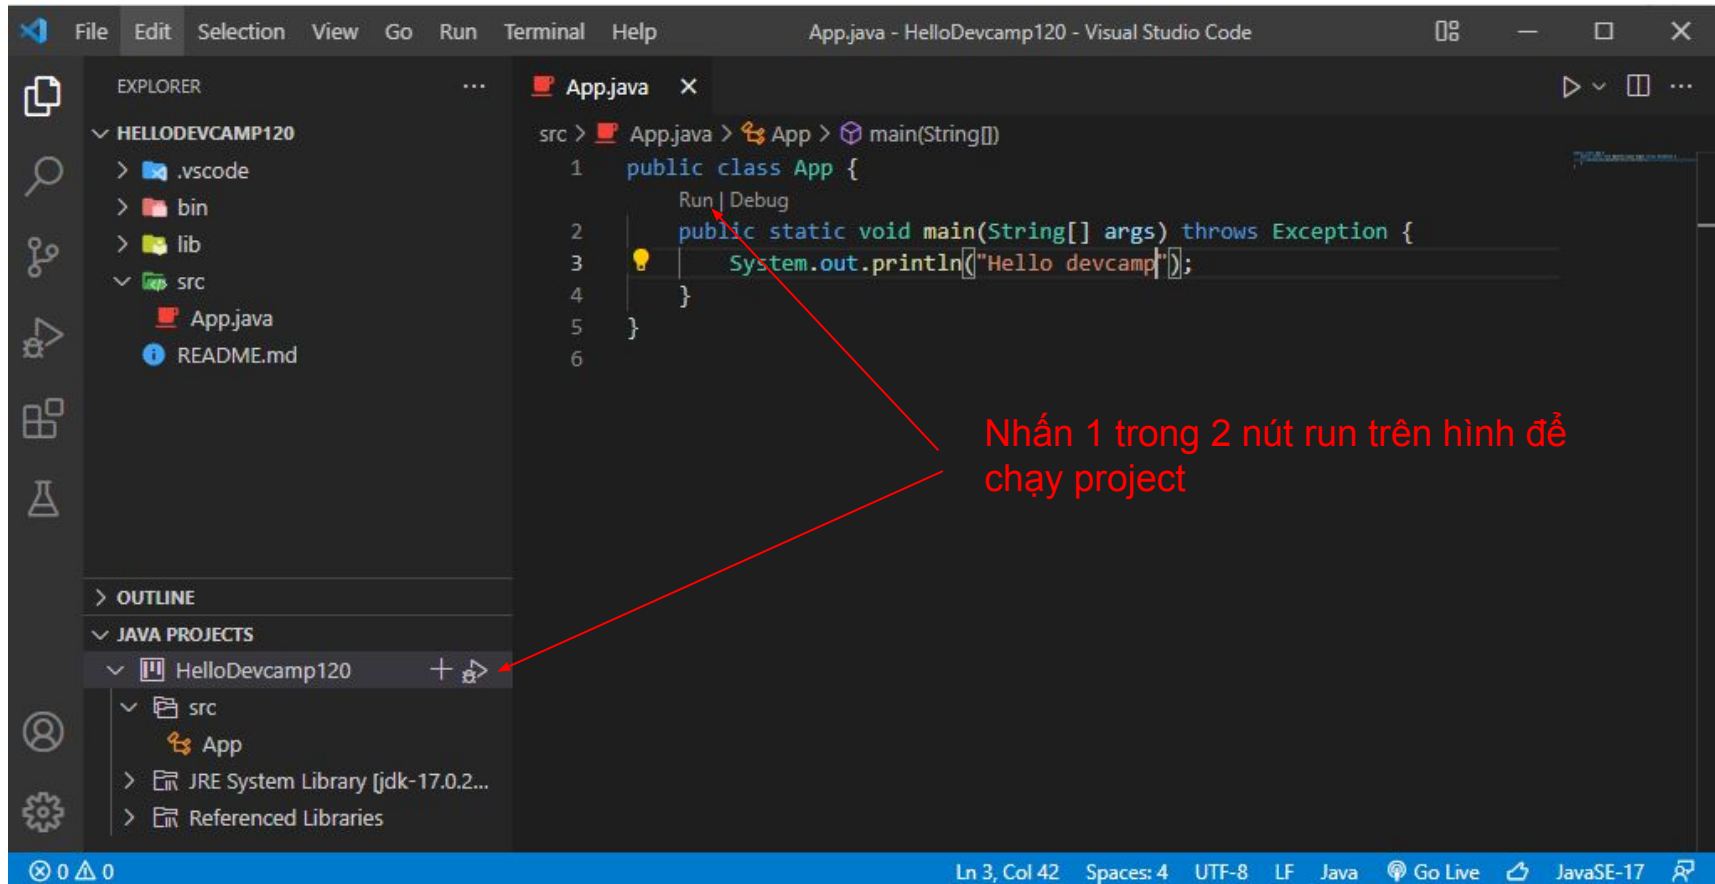 File Edit Selection View Go Run Terminal Help App.java - HelloDevcamp120 - Visual Studio Code
EXPLORER
HELLODEVCAMP120
.vscode
bin
lib
src
App.java
README.md
OUTLINE
JAVA PROJECTS
HelloDevcamp120
src
App
JRE System Library [jdk-17.0.2...
Referenced Libraries
App.java
src > App.java > App > main(String[])
1 public class App {
Run | Debug
2 public static void main(String[] args) throws Exception {
3 System.out.println("Hello devcamp");
4 }
5 }
6
Nhấn 1 trong 2 nút run trên hình để
chạy project
0 0 Ln 3, Col 42 Spaces: 4 UTF-8 LF Java Go Live JavaSE-17